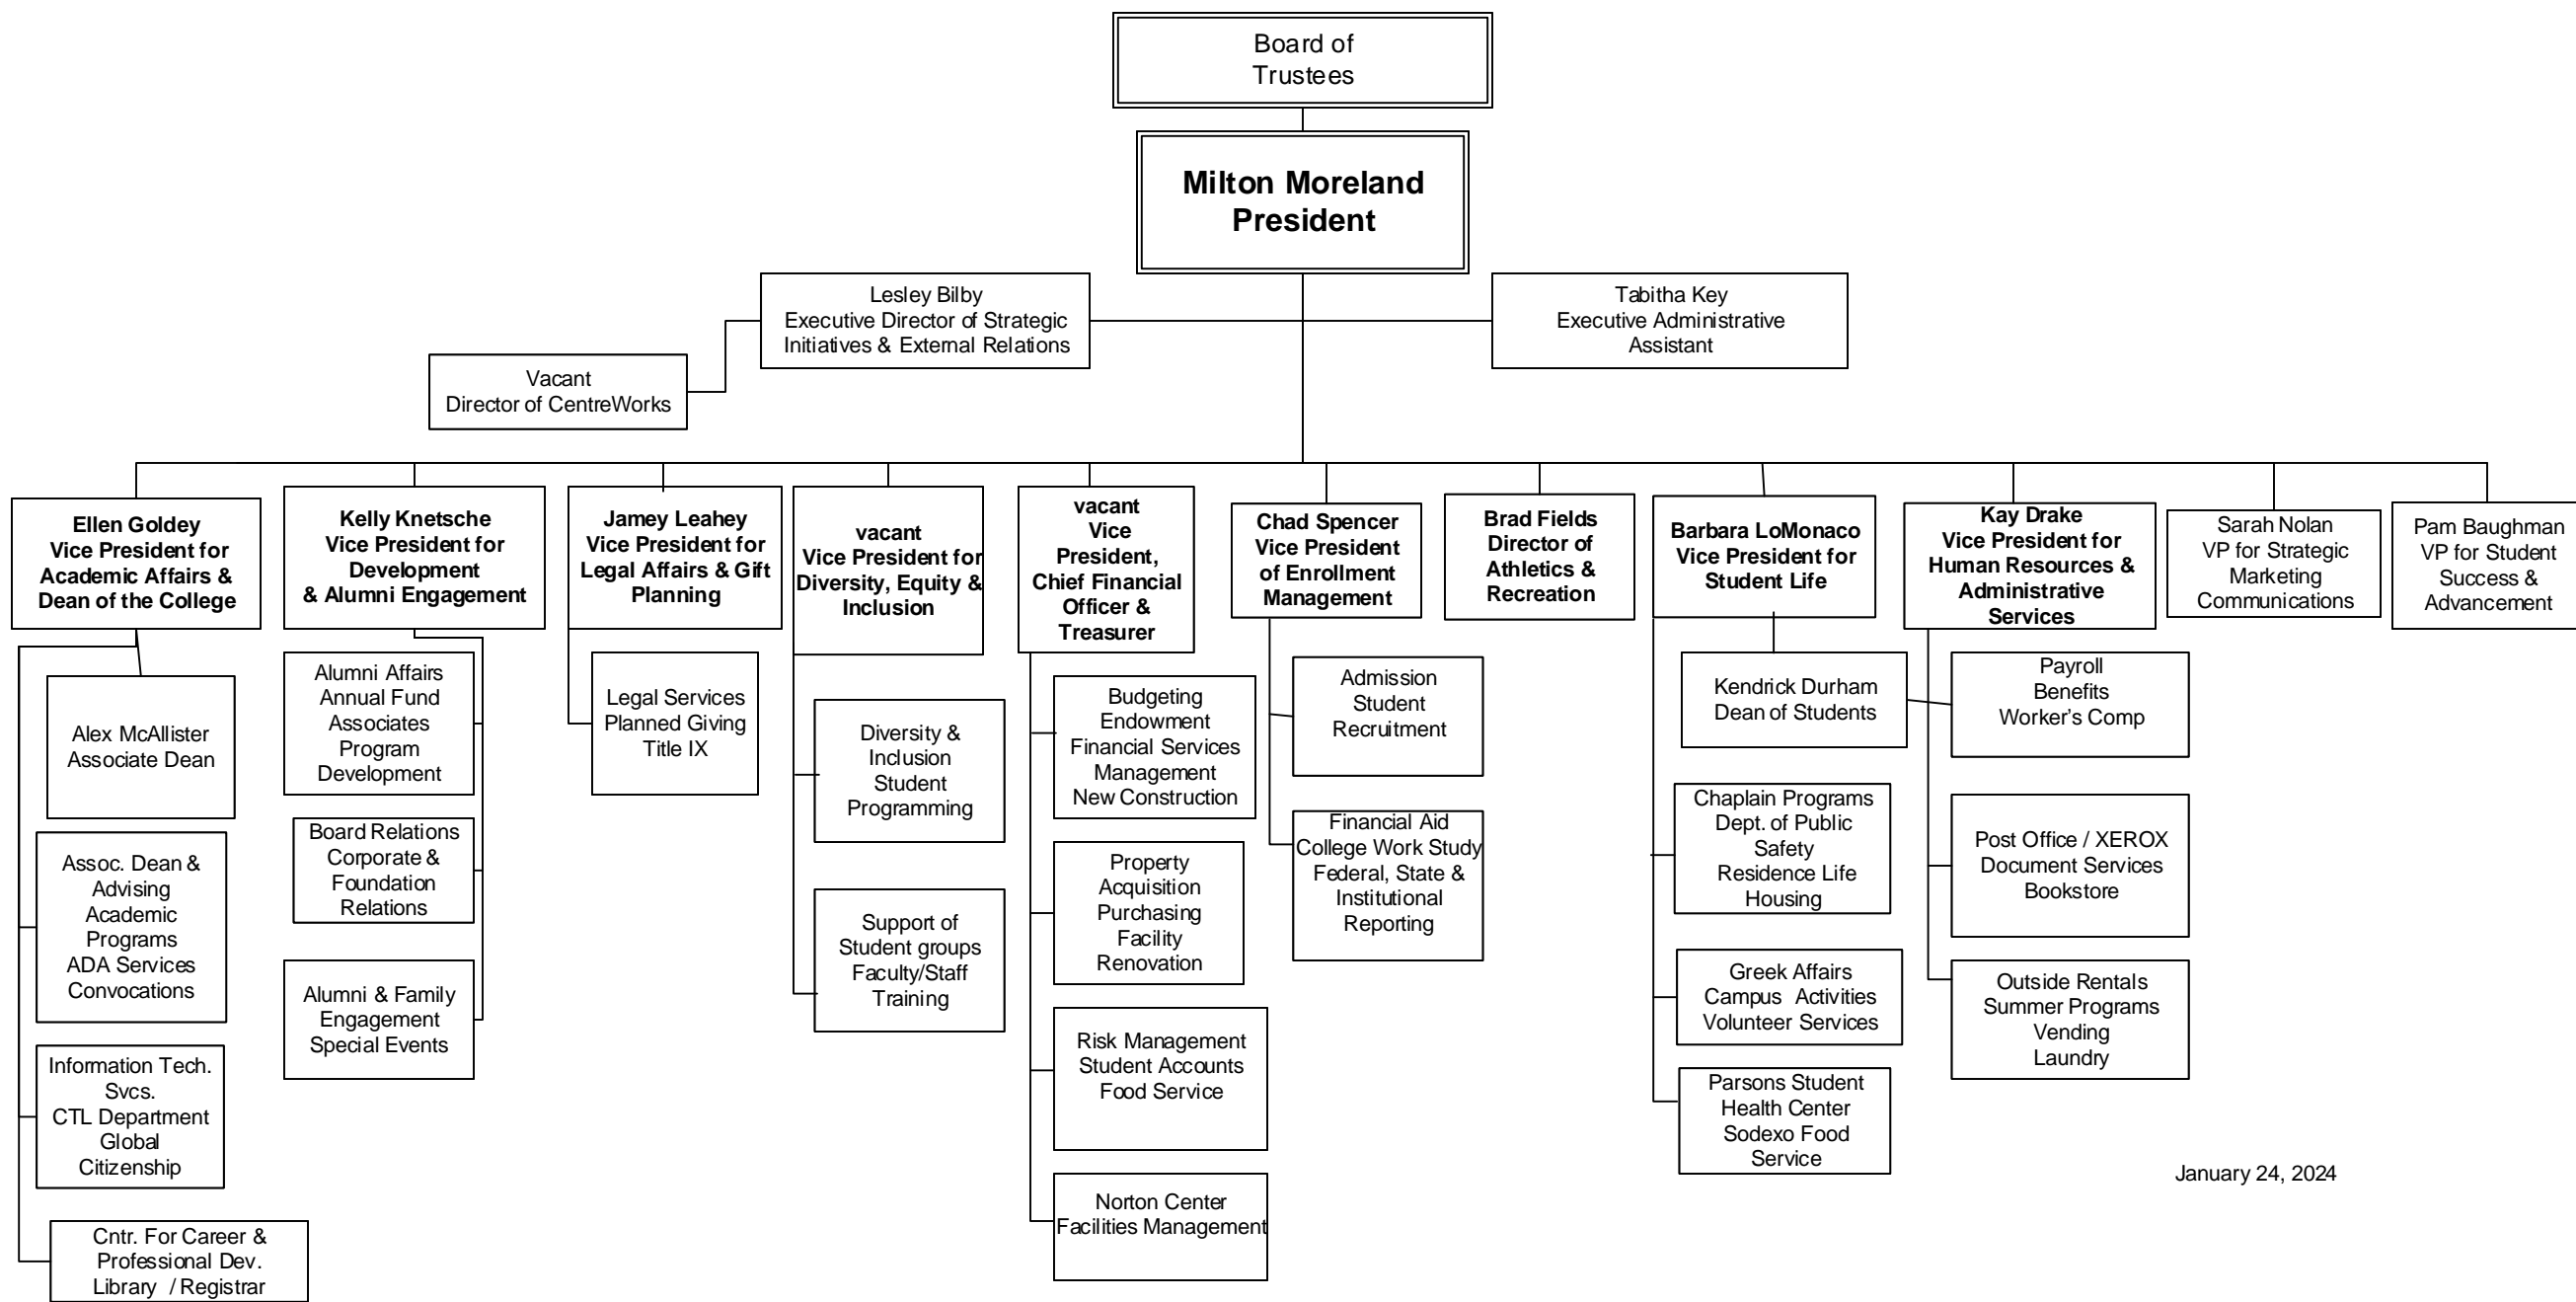 Board of
Trustees
Milton Moreland
President
Lesley Bilby
Executive Director of Strategic
Initiatives & External Relations
Tabitha Key
Executive Administrative
Assistant
Vacant
Director of CentreWorks
Ellen Goldey
Vice President for
Academic Affairs &
Dean of the College
Kelly Knetsche
Vice President for
Development
& Alumni Engagement
Jamey Leahey
Vice President for
Legal Affairs & Gift
Planning
vacant
Vice President for
Diversity, Equity &
Inclusion
vacant
Vice
President,
Chief Financial
Officer &
Treasurer
Chad Spencer
Vice President
of Enrollment
Management
Brad Fields
Director of
Athletics &
Recreation
Barbara LoMonaco
Vice President for
Student Life
Kay Drake
Vice President for
Human Resources &
Administrative
Services
Sarah Nolan
VP for Strategic
Marketing
Communications
Pam Baughman
VP for Student
Success &
Advancement
Alex McAllister
Associate Dean
Assoc. Dean &
Advising
Academic
Programs
ADA Services
Convocations
Information Tech.
Svcs.
CTL Department
Global
Citizenship
Cntr. For Career &
Professional Dev.
Library / Registrar
Alumni Affairs
Annual Fund
Associates
Program
Development
Board Relations
Corporate &
Foundation
Relations
Alumni & Family
Engagement
Special Events
Legal Services
Planned Giving
Title IX
Diversity &
Inclusion
Student
Programming
Support of
Student groups
Faculty/Staff
Training
Budgeting
Endowment
Financial Services
Management
New Construction
Property
Acquisition
Purchasing
Facility
Renovation
Risk Management
Student Accounts
Food Service
Norton Center
Facilities Management
Admission
Student
Recruitment
Financial Aid
College Work Study
Federal, State &
Institutional
Reporting
Kendrick Durham
Dean of Students
Chaplain Programs
Dept. of Public
Safety
Residence Life
Housing
Greek Affairs
Campus Activities
Volunteer Services
Parsons Student
Health Center
Sodexo Food
Service
Payroll
Benefits
Worker’s Comp
Post Office / XEROX
Document Services
Bookstore
Outside Rentals
Summer Programs
Vending
Laundry
January 24, 2024